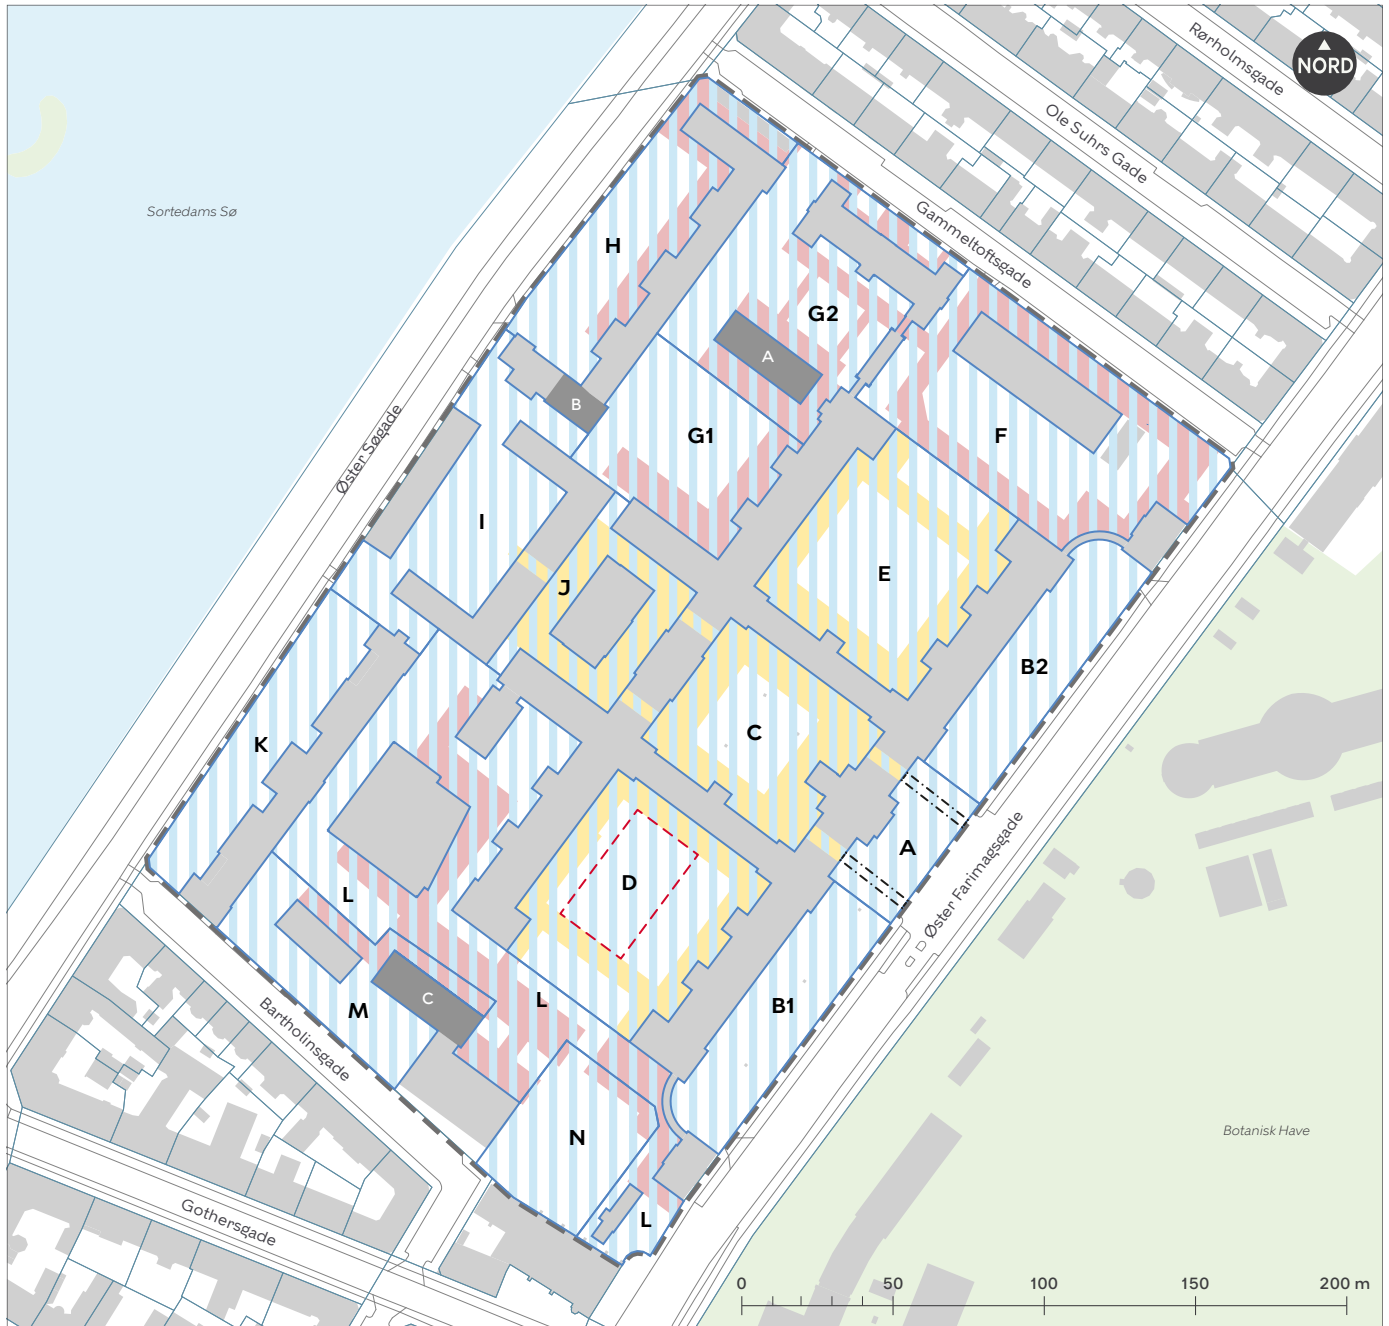 Rørholmsgade
NORD
Ole Suhrs Gade
Sortedams Sø
Gammeltoftsgade
H
G2
A
B
Øster Søgade
G1
F
I
E
J
B2
C
K
A
D
L
Øster Farimagsgade
C
L
B1
M
Bartholinsgade
N
Botanisk Have
Gothersgade
L
0 50 100 150 200 m